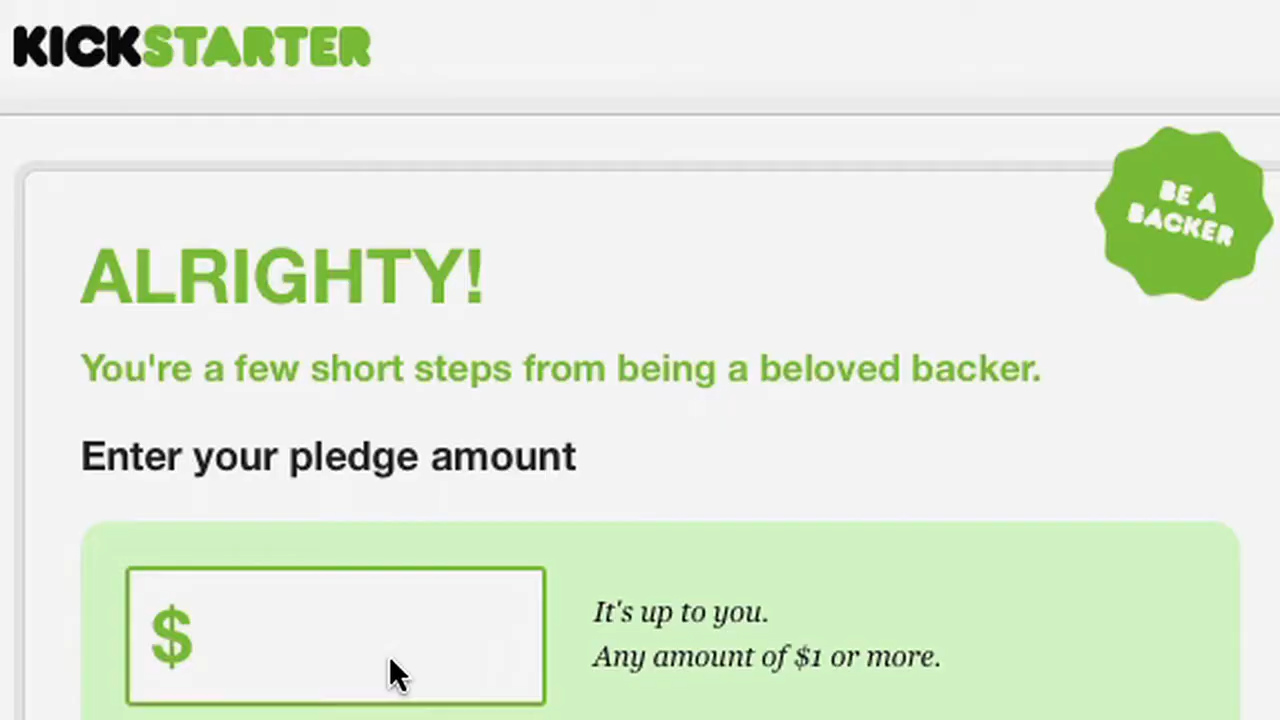 KICKSTARTER
BE A
BACKER
ALRIGHTY!
You're a few short steps from being a beloved backer.
Enter your pledge amount
$
It's up to you.
Any amount of $1 or more.